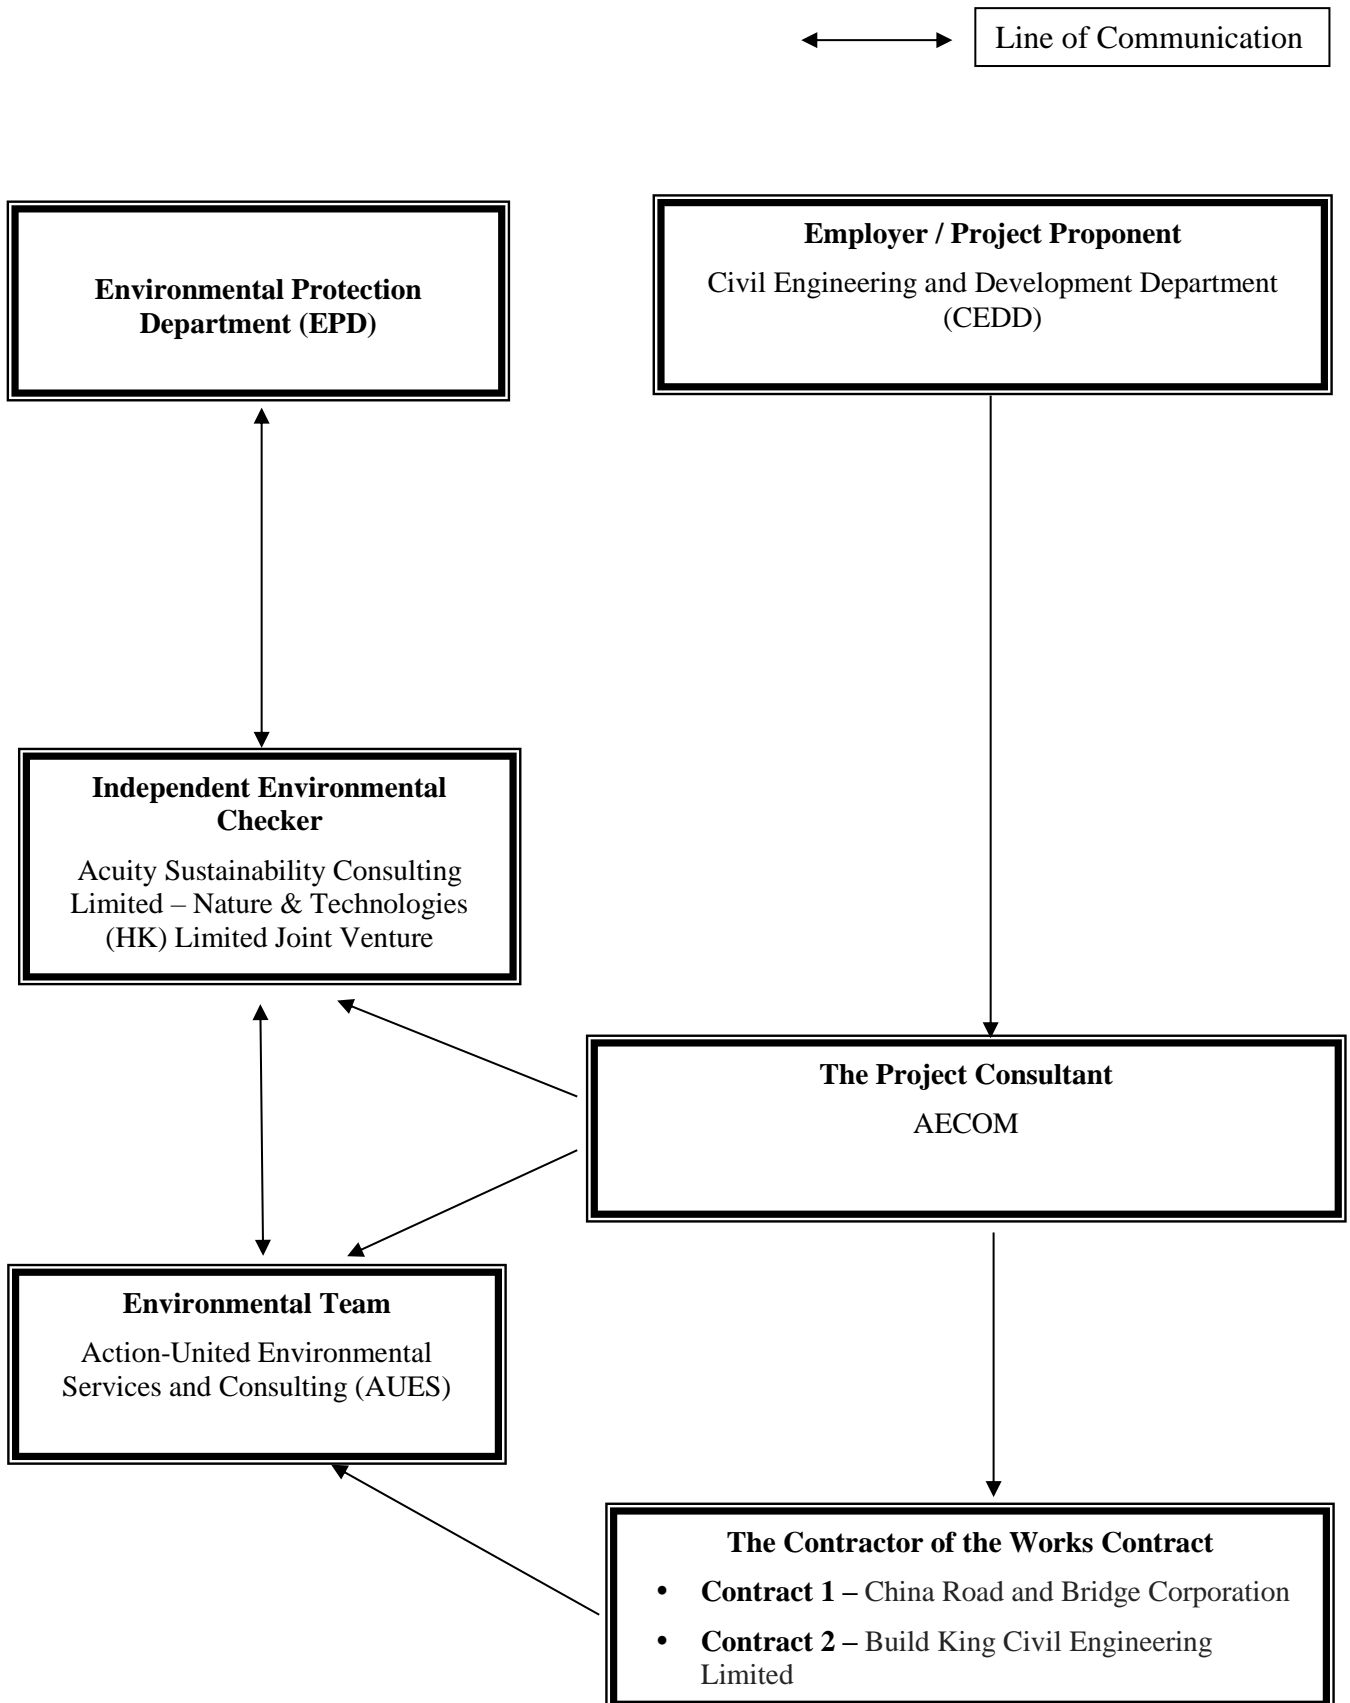 Line of Communication
Environmental Protection
Department (EPD)
Employer / Project Proponent
Civil Engineering and Development Department
(CEDD)
Independent Environmental
Checker
Acuity Sustainability Consulting
Limited – Nature & Technologies
(HK) Limited Joint Venture
The Project Consultant
AECOM
Environmental Team
Action-United Environmental
Services and Consulting (AUES)
The Contractor of the Works Contract
• Contract 1 – China Road and Bridge Corporation
• Contract 2 – Build King Civil Engineering
Limited